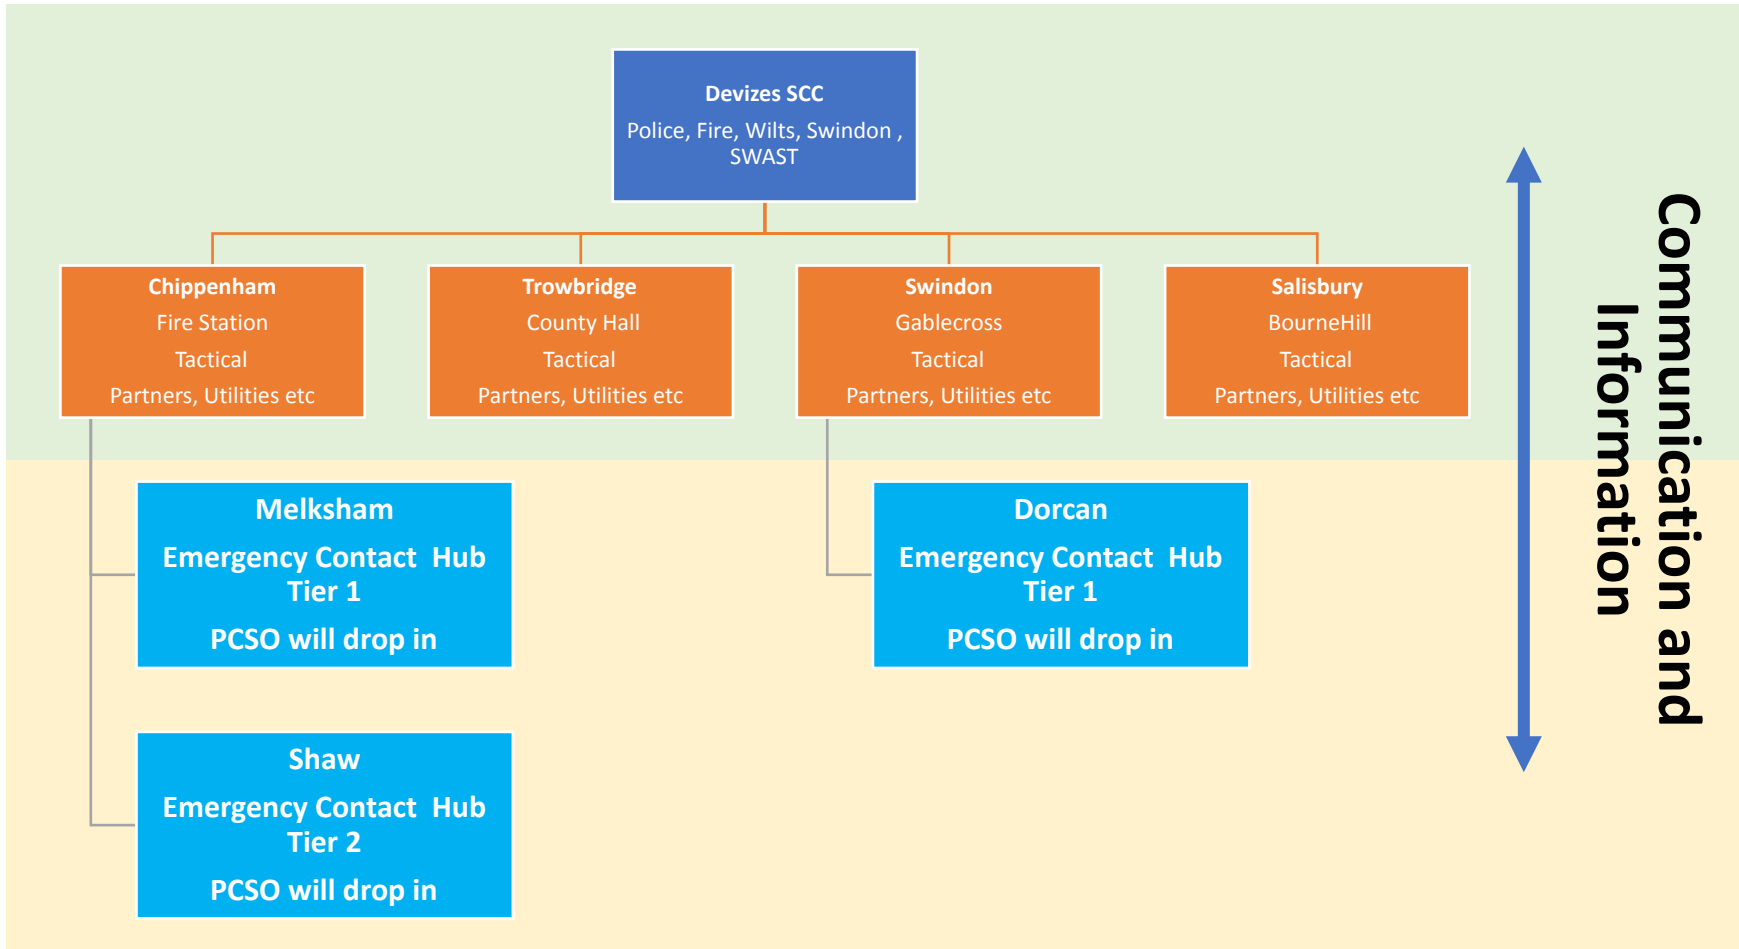 Devizes SCC
Police, Fire, Wilts, Swindon ,
SWAST
Chippenham
Fire Station
Tactical
Partners, Utilities etc
Trowbridge
County Hall
Tactical
Partners, Utilities etc
Swindon
Gablecross
Tactical
Partners, Utilities etc
Salisbury
BourneHill
Tactical
Partners, Utilities etc
Melksham
Emergency Contact  Hub
Tier 1
PCSO will drop in
Dorcan
Emergency Contact  Hub
Tier 1
PCSO will drop in
Shaw
Emergency Contact  Hub
Tier 2
PCSO will drop in
Communication and
Information